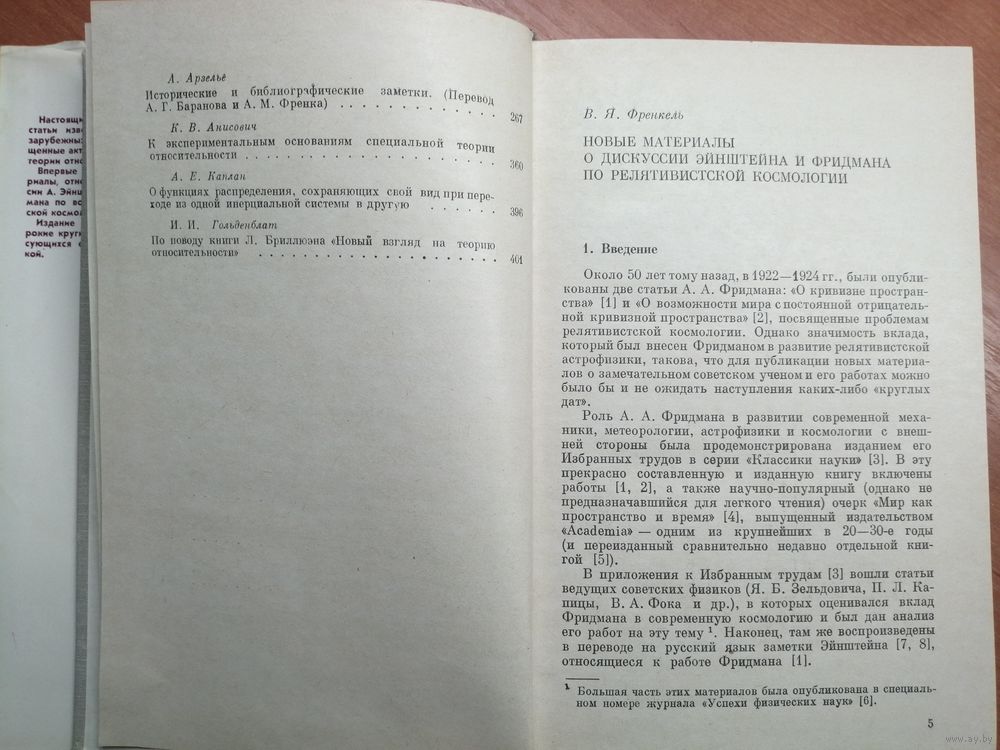 Настоящ
статьи изв
зарубежны
щенные акт
теории отно
Впервые
риалы, отно
сии А. Эйн
мана по во
ской космо
Издание
рокие круг
сующихся
кой.
А. Арзелье
Исторические и библиографические заметки. (Перевод
А. Г. Баранова и А. М. Френка) . . . . . . . . . . . . 267
К. В. Анисович
К экспериментальным основаниям специальной теории
относительности . . . . . . . . . . . . . . . . . . . . 360
А. Е. Каплан
О функциях распределения, сохраняющих свой вид при пере-
ходе из одной инерциальной системы в другую . . . . . . 396
И. И. Гольденблат
По поводу книги Л. Бриллюэна «Новый взгляд на теорию
относительности» . . . . . . . . . . . . . . . . . . . 401
В. Я. Френкель
НОВЫЕ МАТЕРИАЛЫ
О ДИСКУССИИ ЭЙНШТЕЙНА И ФРИДМАНА
ПО РЕЛЯТИВИСТСКОЙ КОСМОЛОГИИ
1. Введение
Около 50 лет тому назад, в 1922—1924 гг., были опубли-
кованы две статьи А. А. Фридмана: «О кривизне простран-
ства» [1] и «О возможности мира с постоянной отрицатель-
ной кривизной пространства» [2], посвященные проблемам
релятивистской космологии. Однако значимость вклада,
который был внесен Фридманом в развитие релятивистской
астрофизики, такова, что для публикации новых материа-
лов о замечательном советском ученом и его работах можно
было бы и не ожидать наступления каких-либо «круглых
дат».
Роль А. А. Фридмана в развитии современной меха-
ники, метеорологии, астрофизики и космологии с внеш-
ней стороны была продемонстрирована изданием его
Избранных трудов в серии «Классики науки» [3]. В эту
прекрасно составленную и изданную книгу включены
работы [1, 2], а также научно-популярный (однако не
предназначавшийся для легкого чтения) очерк «Мир как
пространство и время» [4], выпущенный издательством
«Academia» — одним из крупнейших в 20—30-е годы
(и переизданный сравнительно недавно отдельной кни-
гой [5]).
В приложения к Избранным трудам [3] вошли статьи
ведущих советских физиков (Я. Б. Зельдовича, П. Л. Ка-
пицы, В. А. Фока и др.), в которых оценивался вклад
Фридмана в современную космологию и был дан анализ
его работ на эту тему ¹. Наконец, там же воспроизведены
в переводе на русский язык заметки Эйнштейна [7, 8],
относящиеся к работе Фридмана [1].
¹ Большая часть этих материалов была опубликована в специаль-
ном номере журнала «Успехи физических наук» [6].
5
www.ay.by